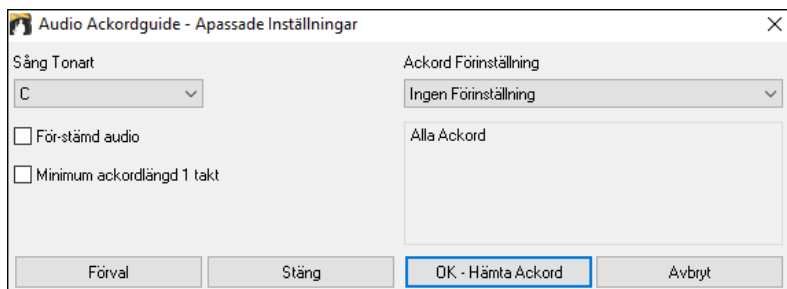 Audio Ackordguide - Apassade Inställningar
Sång Tonart
Ackord Förinställning
C
Ingen Förinställning
För-stämd audio
Alla Ackord
Minimum ackordlängd 1 takt
Förval
Stäng
OK - Hämta Ackord
Avbryt